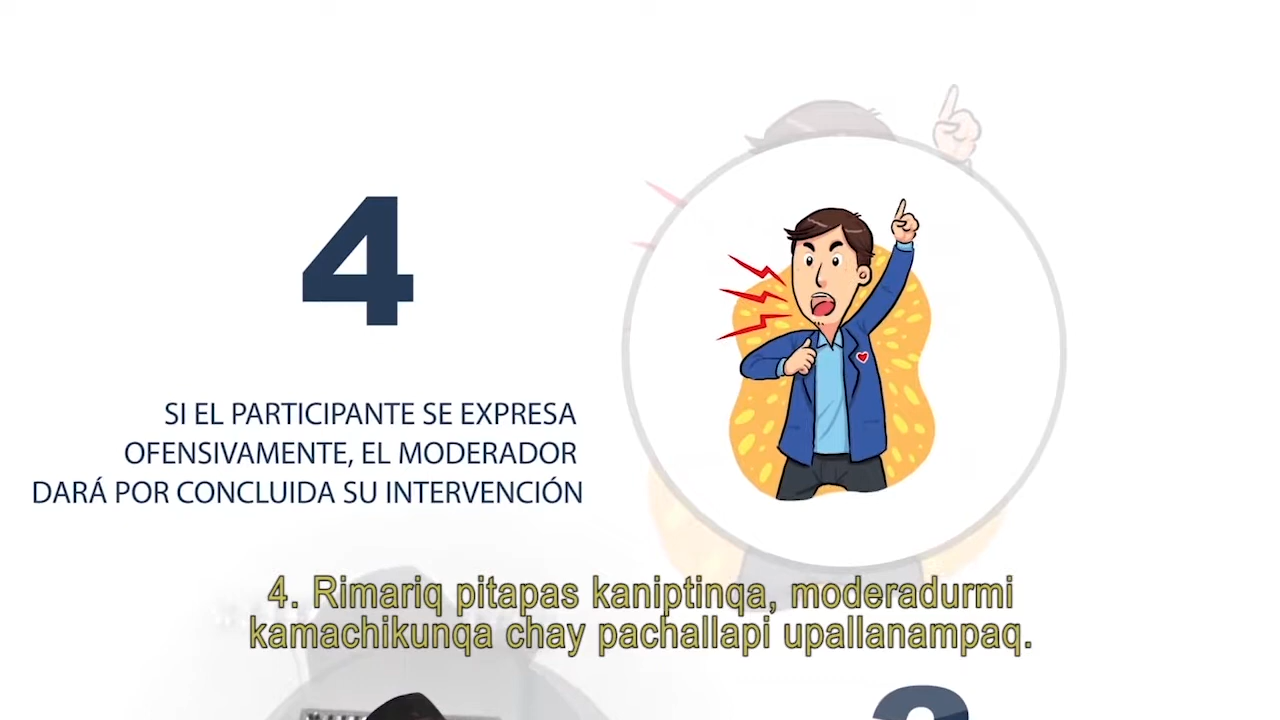 4
SI EL PARTICIPANTE SE EXPRESA
OFENSIVAMENTE, EL MODERADOR
DARÁ POR CONCLUIDA SU INTERVENCIÓN
4. Rimariq pitapas kaniptinqa, moderadurmi
kamachikunqa chay pachallapi upallanampaq.